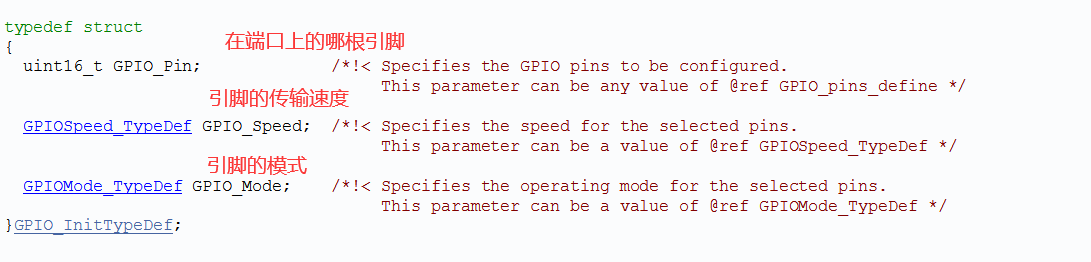 typedef struct
在端口上的哪根引脚
{
uint16_t GPIO_Pin; /*!< Specifies the GPIO pins to be configured.
This parameter can be any value of @ref GPIO_pins_define */
引脚的传输速度
GPIOSpeed_TypeDef GPIO_Speed; /*!< Specifies the speed for the selected pins.
This parameter can be a value of @ref GPIOSpeed_TypeDef */
引脚的模式
GPIOMode_TypeDef GPIO_Mode; /*!< Specifies the operating mode for the selected pins.
This parameter can be a value of @ref GPIOMode_TypeDef */
}GPIO_InitTypeDef;